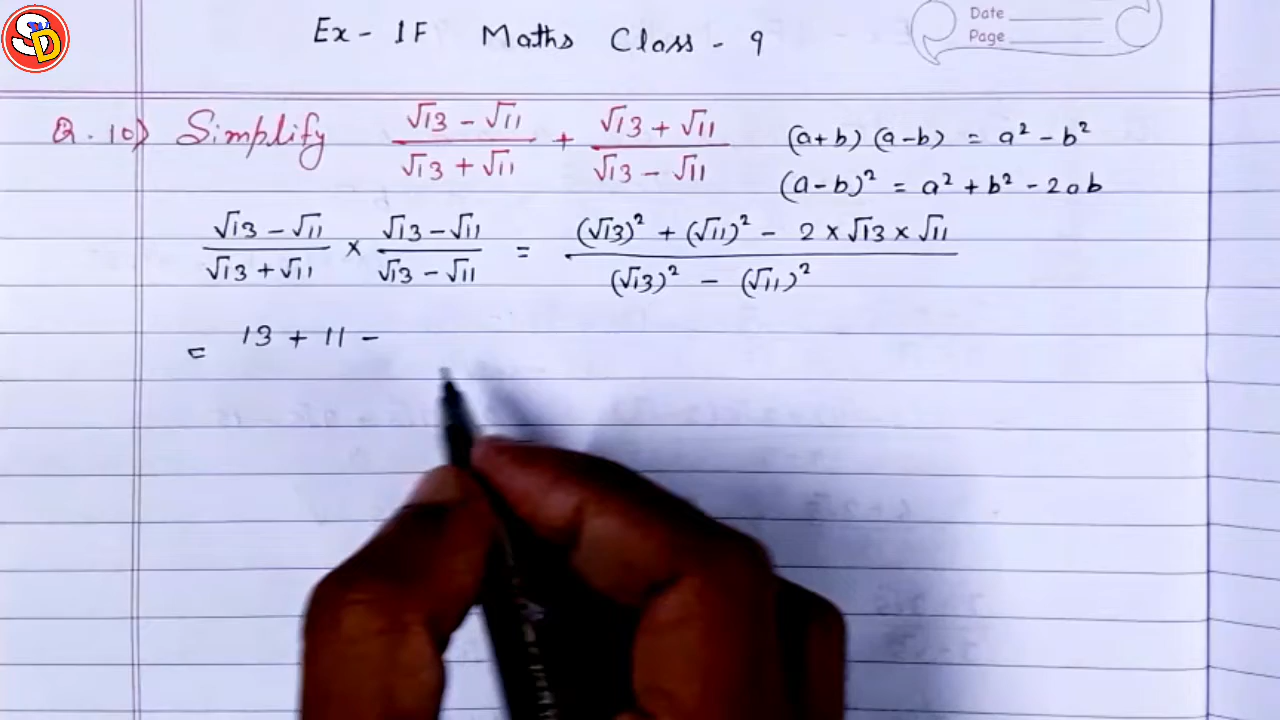 SD
Ex - 1F Maths Class - 9
Date
Page
Q. 10) Simplify (√13 - √11)/(√13 + √11) + (√13 + √11)/(√13 - √11)
(a+b) (a-b) = a² - b²
(a-b)² = a² + b² - 2ab
(√13 - √11)/(√13 + √11) × (√13 - √11)/(√13 - √11) = ((√13)² + (√11)² - 2 × √13 × √11)/((√13)² - (√11)²)
= 13 + 11 -